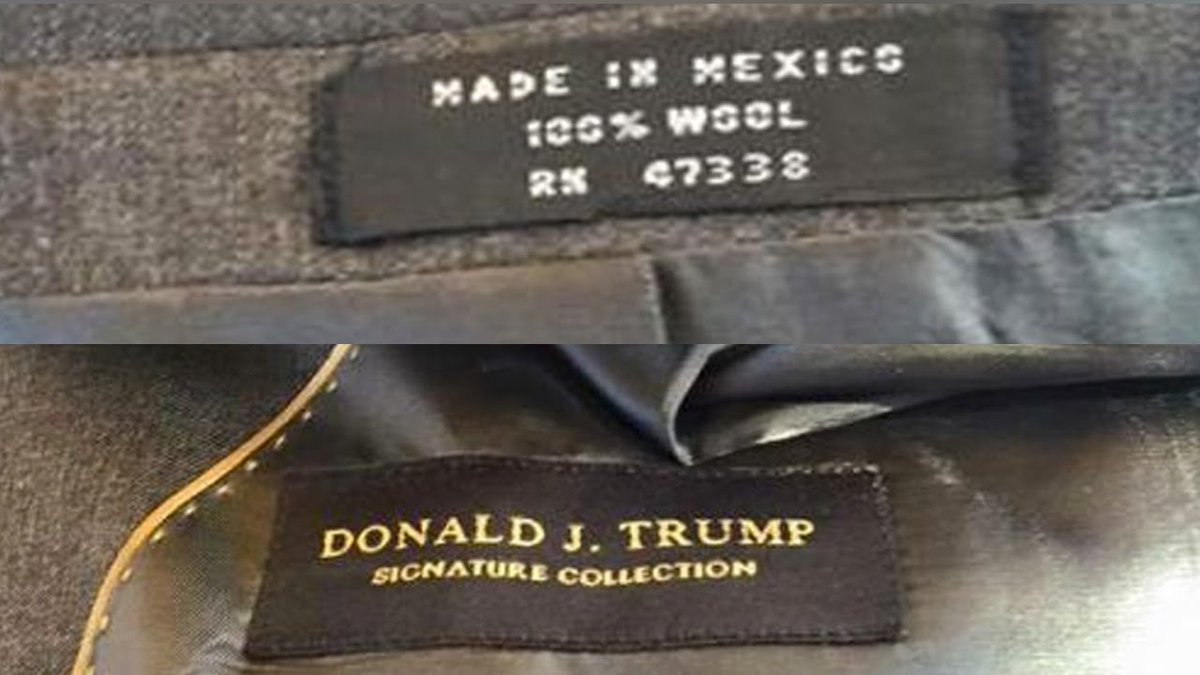 MADE IN MEXICO
100% WOOL
RN 47338
DONALD J. TRUMP
SIGNATURE COLLECTION